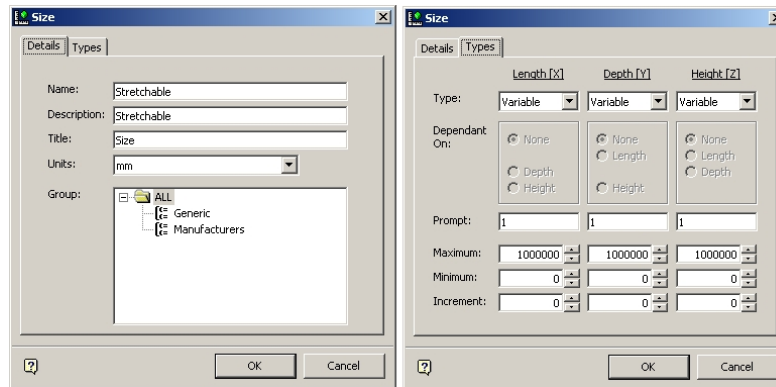 Size
Details Types
Name: Stretchable
Description: Stretchable
Title: Size
Units: mm
Group: ALL
Generic
Manufacturers
OK Cancel
Size
Details Types
Length [X] Depth [Y] Height [Z]
Type: Variable Variable Variable
Dependant On: None None None
Length Length
Depth Depth
Height Height
Prompt: 1 1 1
Maximum: 1000000 1000000 1000000
Minimum: 0 0 0
Increment: 0 0 0
OK Cancel